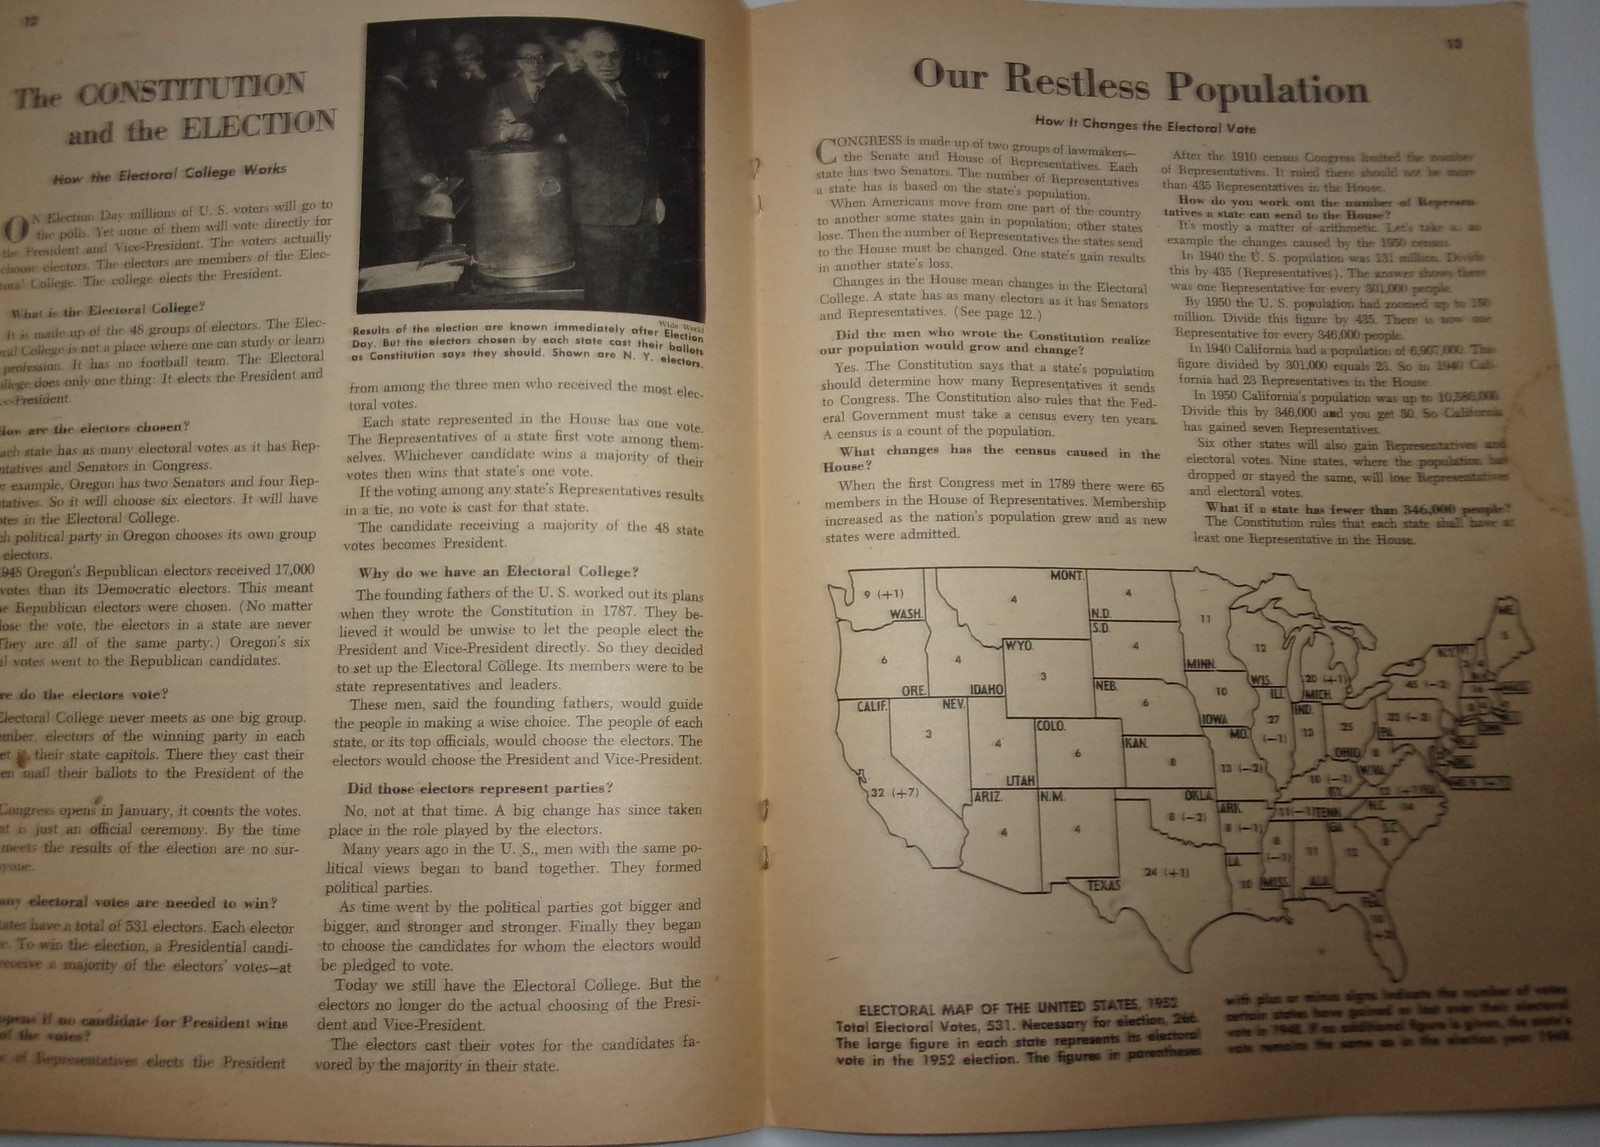 12
The CONSTITUTION
and the ELECTION
How the Electoral College Works
ON Election Day millions of U. S. voters will go to
the polls. Yet none of them will vote directly for
the President and Vice-President. The voters actually
choose electors. The electors are members of the Elec-
toral College. The college elects the President.
What is the Electoral College?
It is made up of the 48 groups of electors. The Elec-
College is not a place where one can study or learn
profession. It has no football team. The Electoral
does only one thing: It elects the President and
President.
How are the electors chosen?
state has as many electoral votes as it has Rep-
and Senators in Congress.
example, Oregon has two Senators and four Rep-
So it will choose six electors. It will have
in the Electoral College.
political party in Oregon chooses its own group
electors.
1948 Oregon's Republican electors received 17,000
votes than its Democratic electors. This meant
Republican electors were chosen. (No matter
the vote, the electors in a state are never
They are all of the same party.) Oregon's six
votes went to the Republican candidates.
do the electors vote?
Electoral College never meets as one big group.
electors of the winning party in each
their state capitols. There they cast their
mail their ballots to the President of the
Congress opens in January, it counts the votes.
is just an official ceremony. By the time
meets the results of the election are no sur-
electoral votes are needed to win?
have a total of 531 electors. Each elector
To win the election, a Presidential candi-
receive a majority of the electors' votes—at
if no candidate for President wins
of the votes?
of Representatives elects the President
Wide World
Results of the election are known immediately after Election
Day. But the electors chosen by each state cast their ballots
as Constitution says they should. Shown are N. Y. electors.
from among the three men who received the most elec-
toral votes.
Each state represented in the House has one vote.
The Representatives of a state first vote among them-
selves. Whichever candidate wins a majority of their
votes then wins that state's one vote.
If the voting among any state's Representatives results
in a tie, no vote is cast for that state.
The candidate receiving a majority of the 48 state
votes becomes President.
Why do we have an Electoral College?
The founding fathers of the U. S. worked out its plans
when they wrote the Constitution in 1787. They be-
lieved it would be unwise to let the people elect the
President and Vice-President directly. So they decided
to set up the Electoral College. Its members were to be
state representatives and leaders.
These men, said the founding fathers, would guide
the people in making a wise choice. The people of each
state, or its top officials, would choose the electors. The
electors would choose the President and Vice-President.
Did those electors represent parties?
No, not at that time. A big change has since taken
place in the role played by the electors.
Many years ago in the U. S., men with the same po-
litical views began to band together. They formed
political parties.
As time went by the political parties got bigger and
bigger, and stronger and stronger. Finally they began
to choose the candidates for whom the electors would
be pledged to vote.
Today we still have the Electoral College. But the
electors no longer do the actual choosing of the Presi-
dent and Vice-President.
The electors cast their votes for the candidates fa-
vored by the majority in their state.
13
Our Restless Population
How It Changes the Electoral Vote
CONGRESS is made up of two groups of lawmakers—
the Senate and House of Representatives. Each
state has two Senators. The number of Representatives
a state has is based on the state's population.
When Americans move from one part of the country
to another some states gain in population; other states
lose. Then the number of Representatives the states send
to the House must be changed. One state's gain results
in another state's loss.
Changes in the House mean changes in the Electoral
College. A state has as many electors as it has Senators
and Representatives. (See page 12.)
Did the men who wrote the Constitution realize
our population would grow and change?
Yes. The Constitution says that a state's population
should determine how many Representatives it sends
to Congress. The Constitution also rules that the Fed-
eral Government must take a census every ten years.
A census is a count of the population.
What changes has the census caused in the
House?
When the first Congress met in 1789 there were 65
members in the House of Representatives. Membership
increased as the nation's population grew and as new
states were admitted.
After the 1910 census Congress limited the number
of Representatives. It ruled there should not be more
than 435 Representatives in the House.
How do you work out the number of Represen-
tatives a state can send to the House?
It's mostly a matter of arithmetic. Let's take as an
example the changes caused by the 1950 census.
In 1940 the U. S. population was 131 million. Divide
this by 435 (Representatives). The answer shows there
was one Representative for every 301,000 people.
By 1950 the U. S. population had zoomed up to 150
million. Divide this figure by 435. There is now one
Representative for every 346,000 people.
In 1940 California had a population of 6,907,000. This
figure divided by 301,000 equals 23. So in 1940 Cali-
fornia had 23 Representatives in the House.
In 1950 California's population was up to 10,586,000.
Divide this by 346,000 and you get 30. So California
has gained seven Representatives.
Six other states will also gain Representatives and
electoral votes. Nine states, where the population had
dropped or stayed the same, will lose Representatives
and electoral votes.
What if a state has fewer than 346,000 people?
The Constitution rules that each state shall have at
least one Representative in the House.
9 (+1)
WASH.
MONT.
4
N.D.
4
S.D.
4
11
MINN.
ME.
5
6
ORE.
4
IDAHO
WYO.
3
NEB.
6
10
IOWA
12
WIS.
20 (+1)
MICH.
N.Y.
45 (-2)
CALIF.
32 (+7)
NEV.
3
4
UTAH
COLO.
6
KAN.
8
MO.
13 (-2)
ILL.
27
(-1)
IND.
13
25
OHIO
32 (-3)
PA.
8
W.VA.
10 (-1)
KY.
ARIZ.
4
N.M.
4
OKLA.
8 (-2)
ARK.
8 (-1)
11 (-1) TENN.
N.C. 14
S.C.
8
TEXAS
24 (+1)
LA.
10
8
(-1)
MISS.
11
ALA.
GA.
12
FLA.
10
+2
ELECTORAL MAP OF THE UNITED STATES, 1952
Total Electoral Votes, 531. Necessary for election, 266.
The large figure in each state represents its electoral
vote in the 1952 election. The figures in parentheses
with plus or minus signs indicate the number of votes
certain states have gained or lost over their electoral
vote in 1948. If no additional figure is given, the state's
vote remains the same as in the election year 1948.